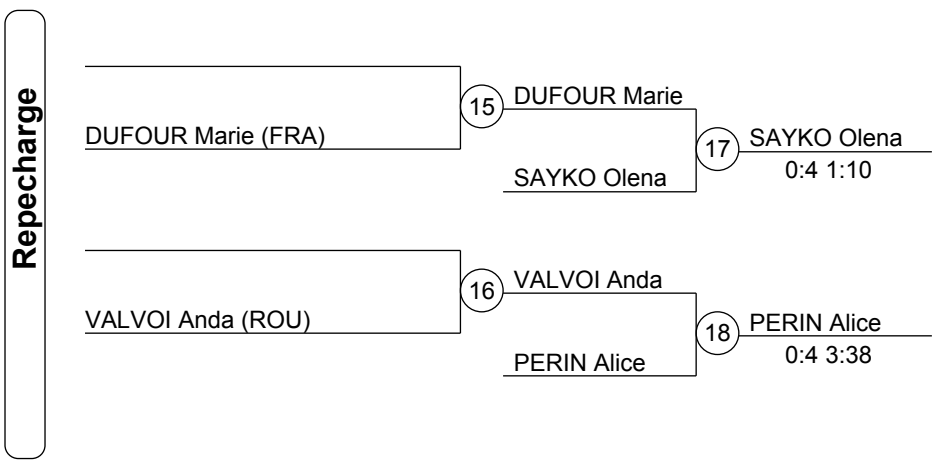 Repecharge
15
DUFOUR Marie
DUFOUR Marie (FRA)
17
SAYKO Olena
0:4 1:10
SAYKO Olena
16
VALVOI Anda
VALVOI Anda (ROU)
18
PERIN Alice
0:4 3:38
PERIN Alice